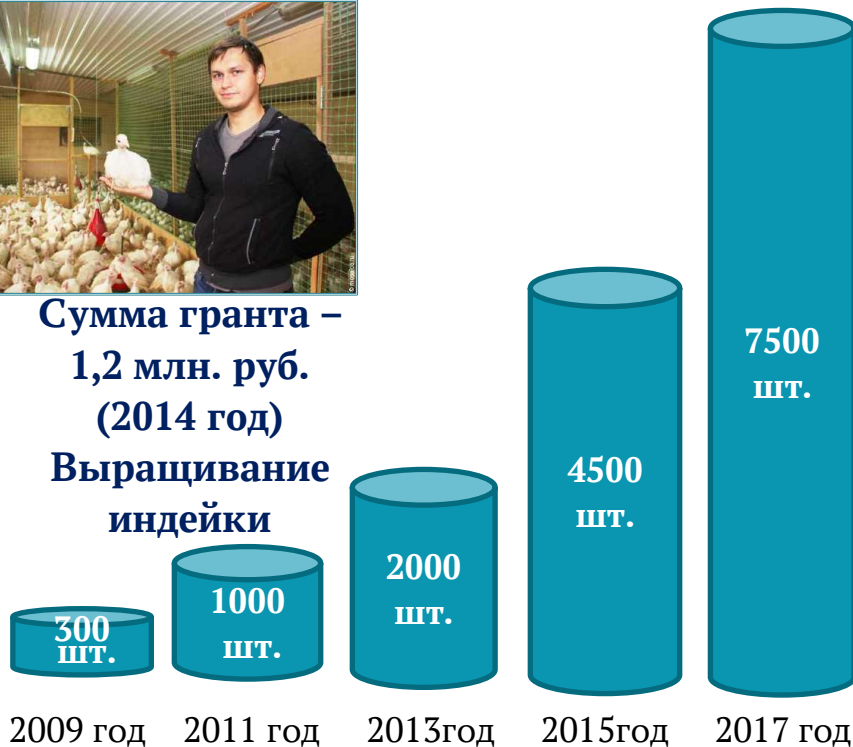 Сумма гранта –
1,2 млн. руб.
(2014 год)
Выращивание
индейки
300
шт.
1000
шт.
2000
шт.
4500
шт.
7500
шт.
2009 год
2011 год
2013год
2015год
2017 год